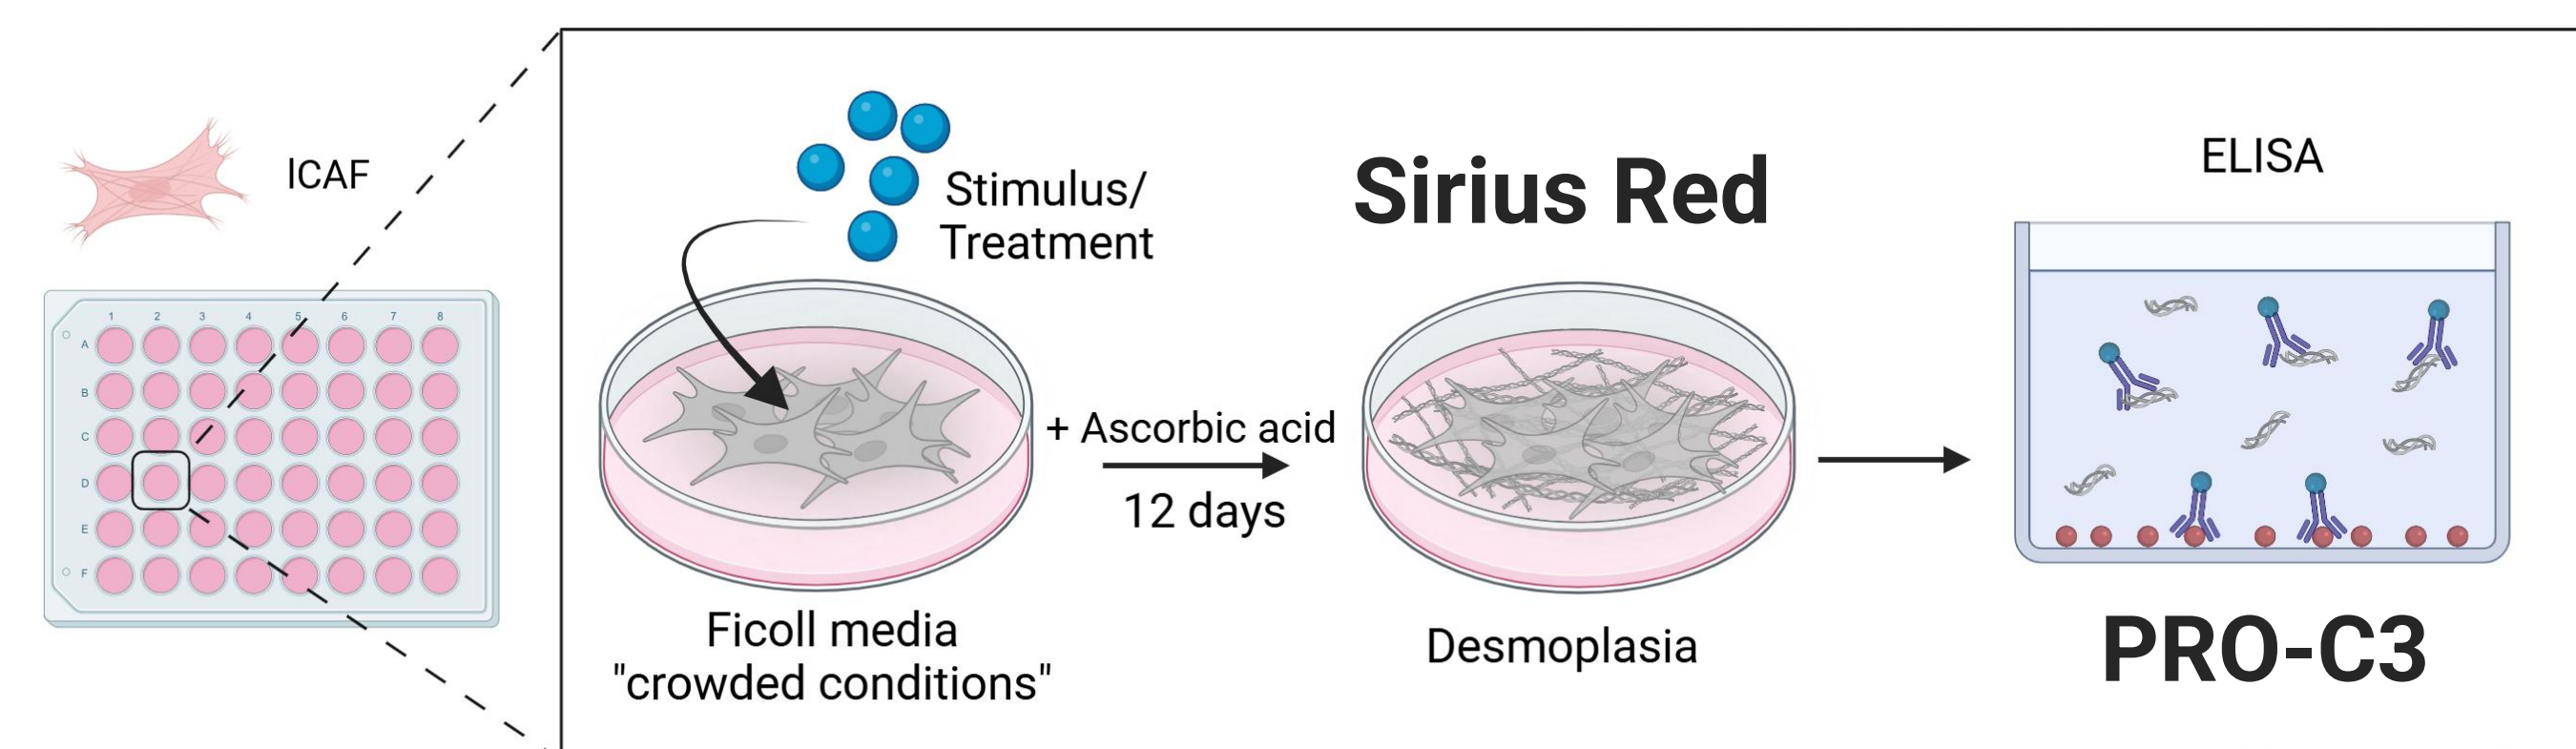 lCAF
1 2 3 4 5 6 7 8
A
B
C
D
E
F
Stimulus/
Treatment
Ficoll media
"crowded conditions"
+ Ascorbic acid
12 days
Sirius Red
Desmoplasia
ELISA
PRO-C3